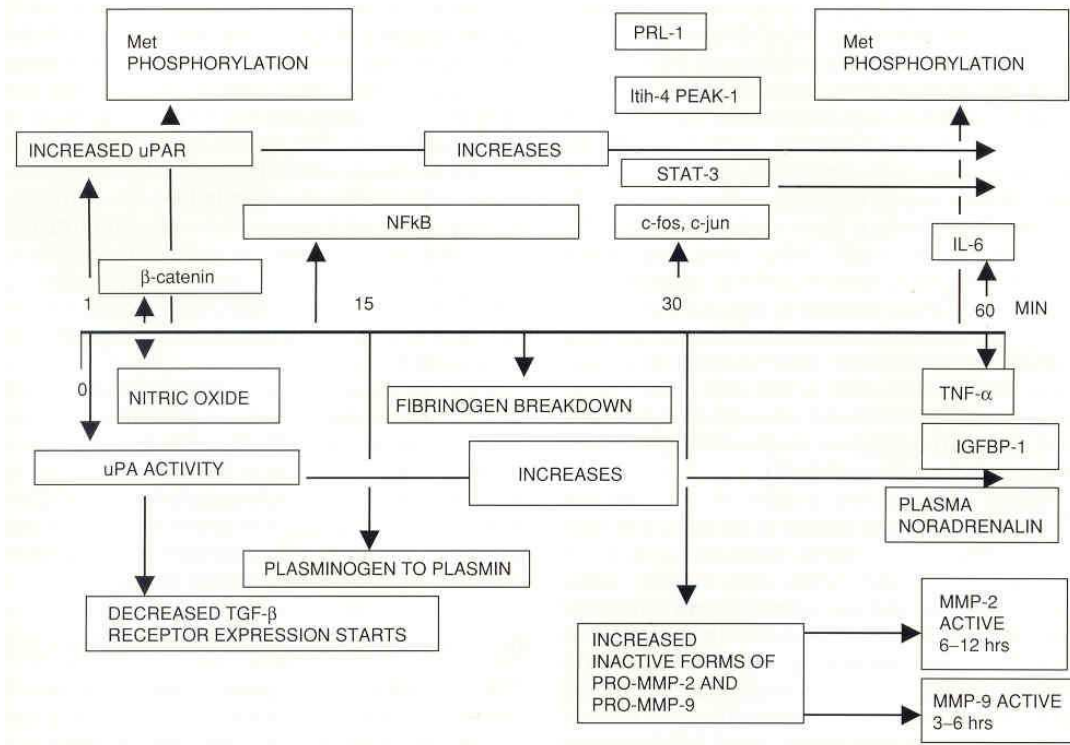 Met
PHOSPHORYLATION
PRL-1
Met
PHOSPHORYLATION
Itih-4 PEAK-1
INCREASED uPAR
INCREASES
STAT-3
NFkB
c-fos, c-jun
IL-6
β-catenin
1
15
30
60
MIN
0
NITRIC OXIDE
FIBRINOGEN BREAKDOWN
TNF-α
uPA ACTIVITY
INCREASES
IGFBP-1
PLASMA
NORADRENALIN
PLASMINOGEN TO PLASMIN
DECREASED TGF-β
RECEPTOR EXPRESSION STARTS
INCREASED
INACTIVE FORMS OF
PRO-MMP-2 AND
PRO-MMP-9
MMP-2
ACTIVE
6–12 hrs
MMP-9 ACTIVE
3–6 hrs